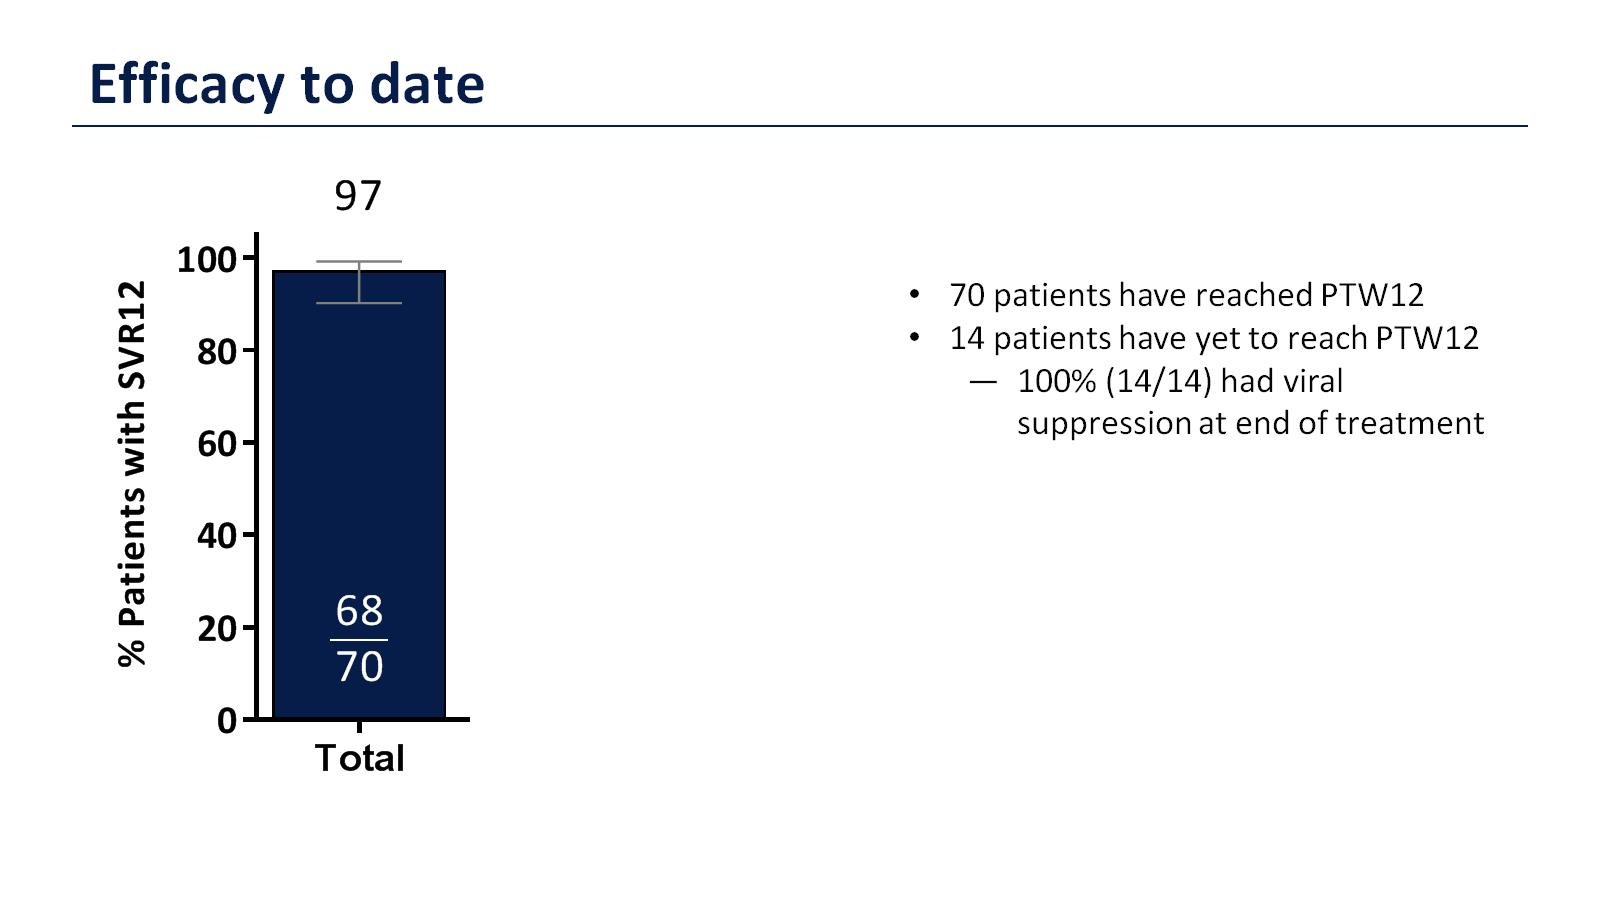 Efficacy to date
97
% Patients with SVR12
100
80
60
40
20
0
68
70
Total
• 70 patients have reached PTW12
• 14 patients have yet to reach PTW12
— 100% (14/14) had viral
suppression at end of treatment